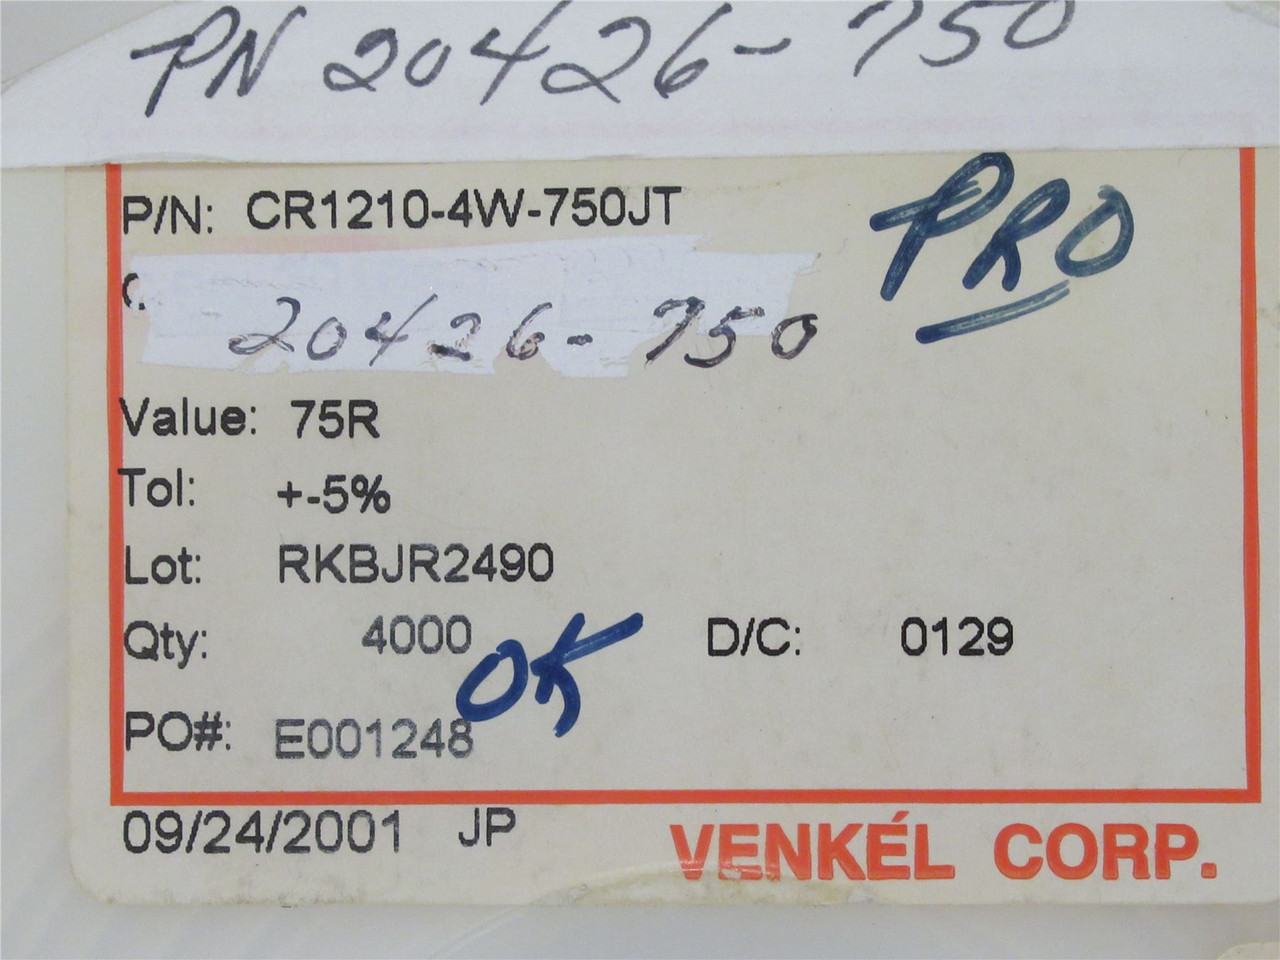 PN 20426-750
P/N: CR1210-4W-750JT
PRO
20426-750
Value: 75R
Tol: +-5%
Lot: RKBJR2490
Qty: 4000 OK D/C: 0129
PO#: E001248
09/24/2001 JP
VENKÉL CORP.